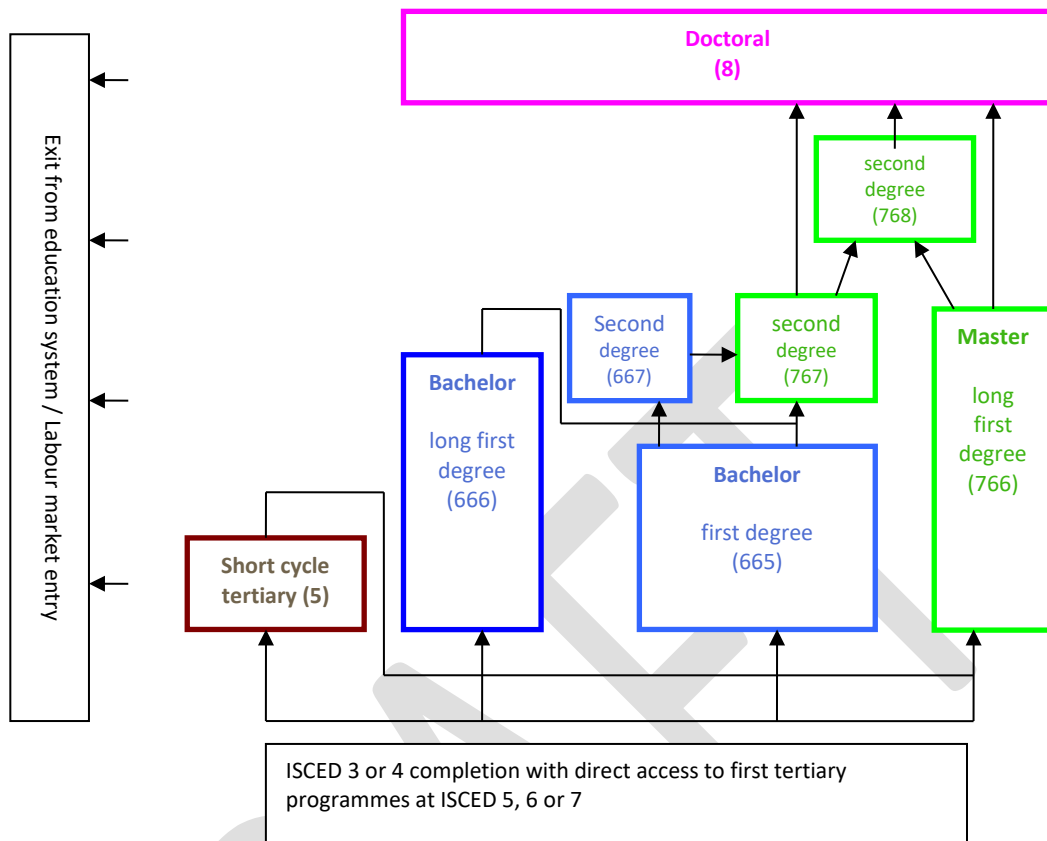 Exit from education system / Labour market entry
Doctoral
(8)
second
degree
(768)
Second
degree
(667)
second
degree
(767)
Master
long
first
degree
(766)
Bachelor
long first
degree
(666)
Bachelor
first degree
(665)
Short cycle
tertiary (5)
ISCED 3 or 4 completion with direct access to first tertiary
programmes at ISCED 5, 6 or 7